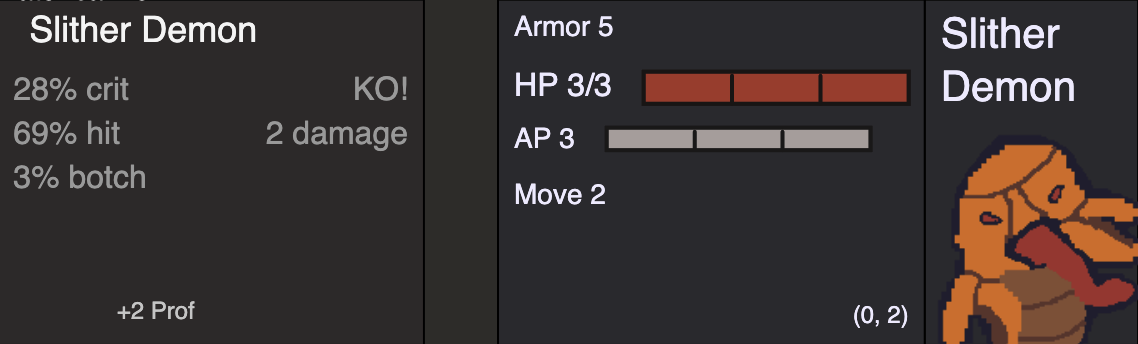 Slither Demon
28% crit KO!
69% hit 2 damage
3% botch
+2 Prof
Armor 5
HP 3/3
AP 3
Move 2
(0, 2)
Slither
Demon